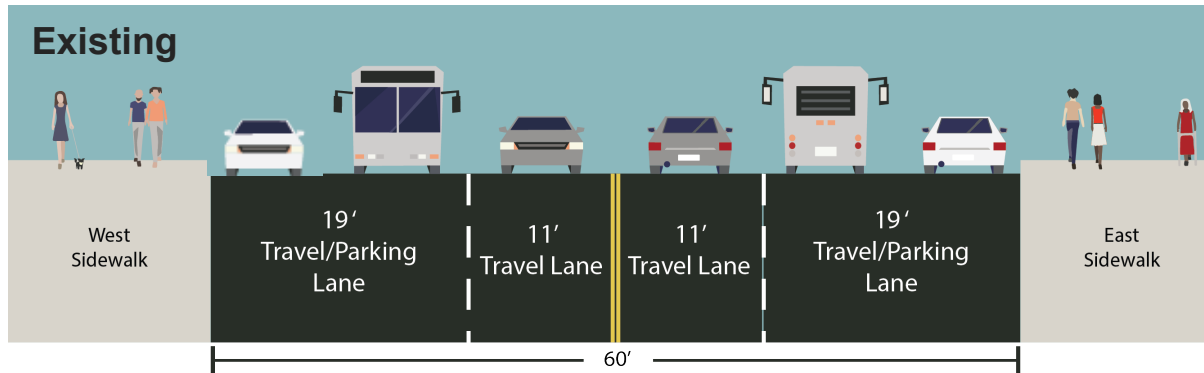 Existing
West
Sidewalk
19‘
Travel/Parking
Lane
11’
Travel Lane
11’
Travel Lane
19‘
Travel/Parking
Lane
East
Sidewalk
60’